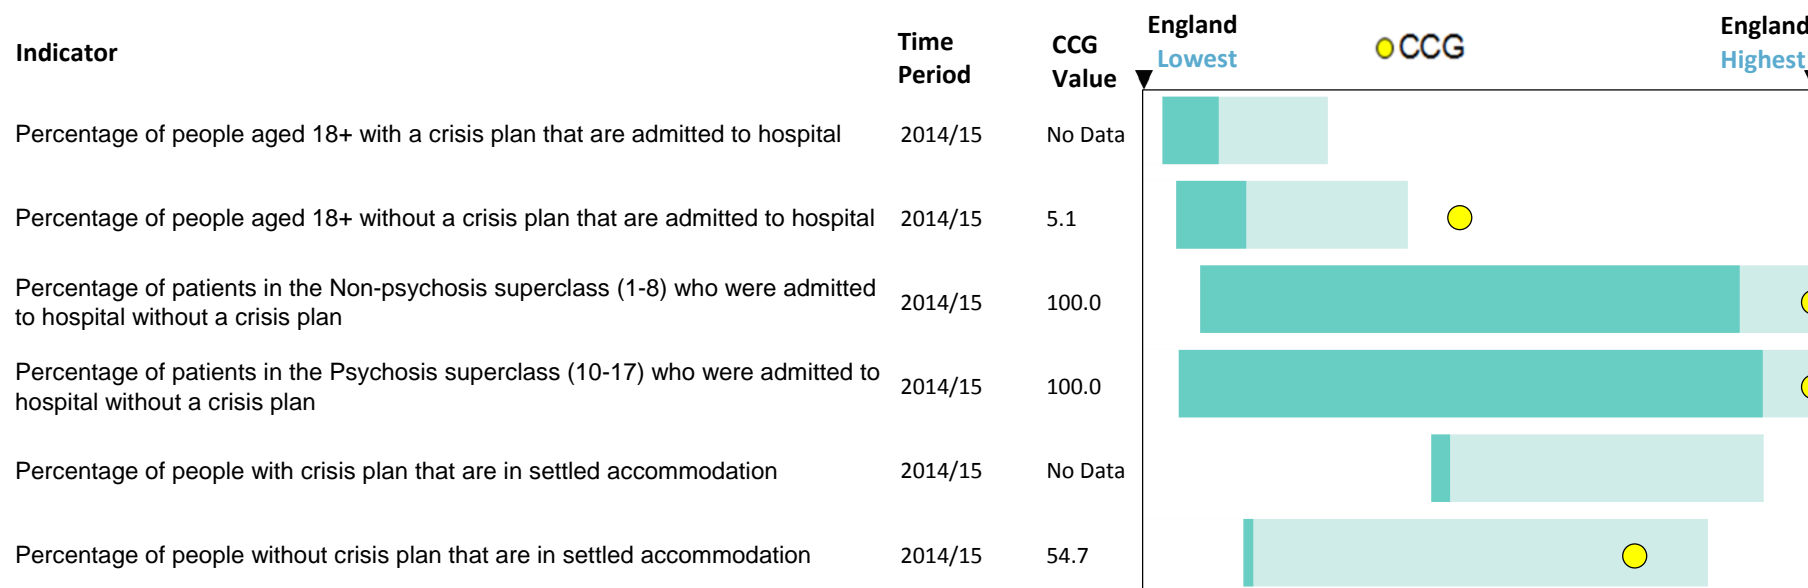 Indicator
Time
Period
CCG
Value
England
Lowest
CCG
England
Highest
Percentage of people aged 18+ with a crisis plan that are admitted to hospital 2014/15 No Data
Percentage of people aged 18+ without a crisis plan that are admitted to hospital 2014/15 5.1
Percentage of patients in the Non-psychosis superclass (1-8) who were admitted
to hospital without a crisis plan
2014/15 100.0
Percentage of patients in the Psychosis superclass (10-17) who were admitted to
hospital without a crisis plan
2014/15 100.0
Percentage of people with crisis plan that are in settled accommodation 2014/15 No Data
Percentage of people without crisis plan that are in settled accommodation 2014/15 54.7